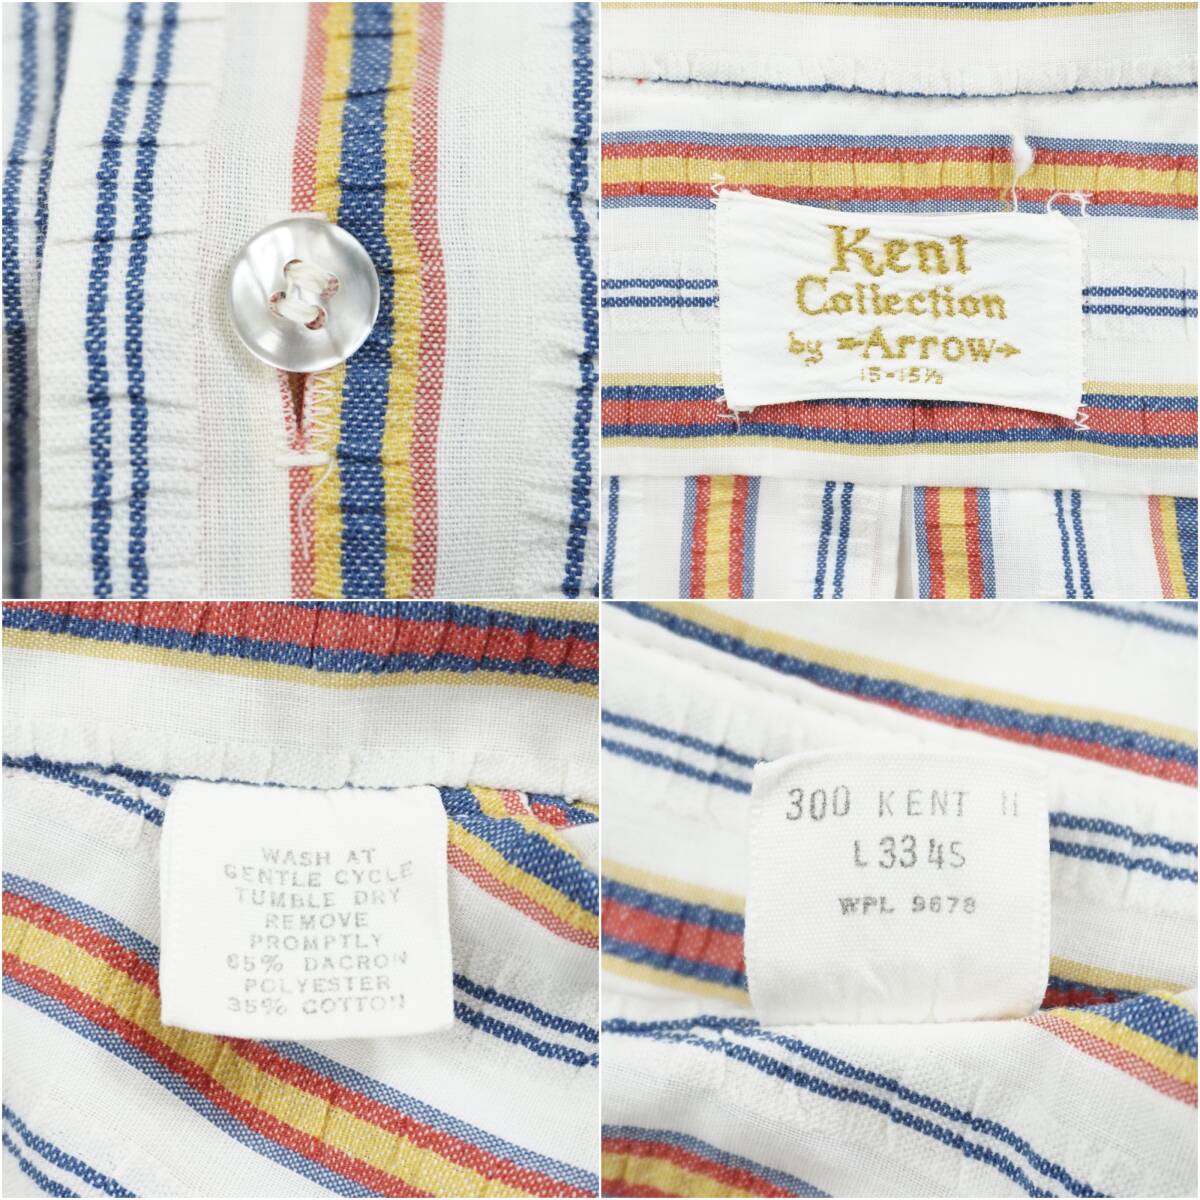 Kent
Collection
by Arrow
15-15½
WASH AT
GENTLE CYCLE
TUMBLE DRY
REMOVE
PROMPTLY
65% DACRON
POLYESTER
35% COTTON
300 KENT II
L 33 4S
WPL 9678